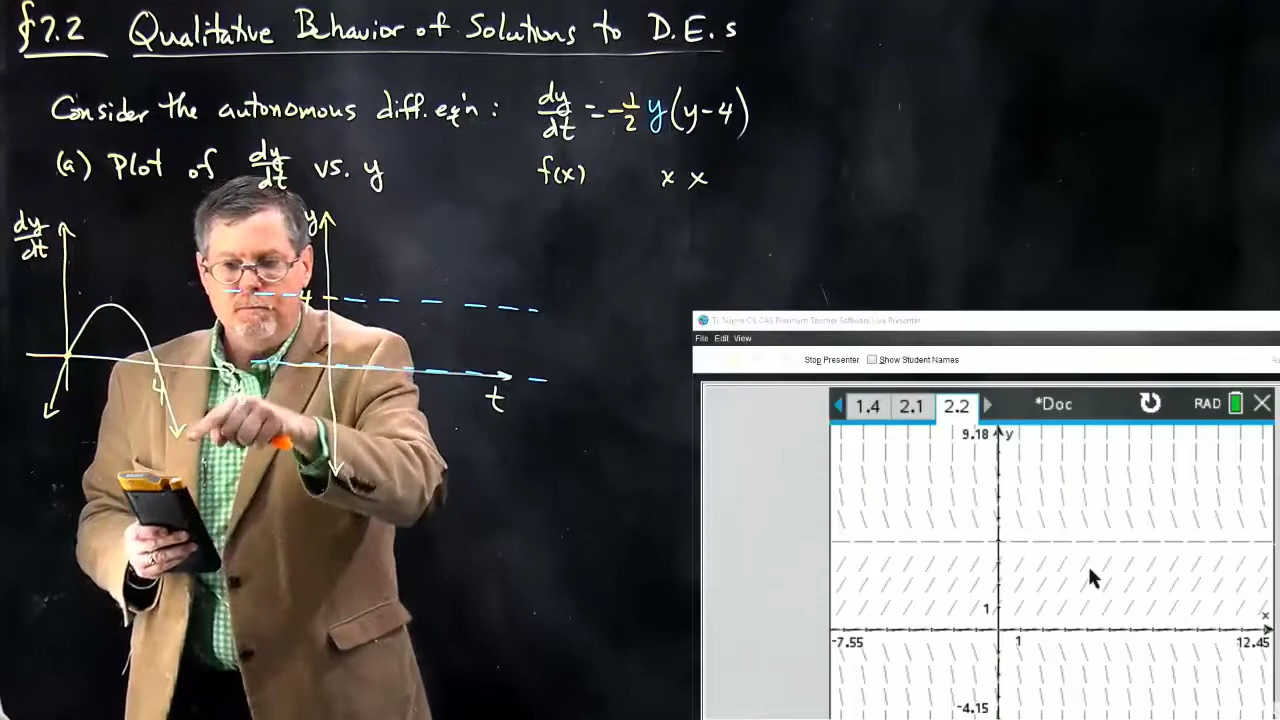 §7.2 Qualitative Behavior of Solutions to D.E.s
Consider the autonomous diff. eq'n : dy/dt = -1/2 y(y-4)
(a) Plot of dy/dt vs. y f(x) x x
dy/dt
4
y
4
t
TI-Nspire CX CAS Premium Teacher Software Live Presenter
File Edit View
Stop Presenter Show Student Names
1.4 2.1 2.2 *Doc RAD
9.18 y
1
x
-7.55 1 12.45
-4.15